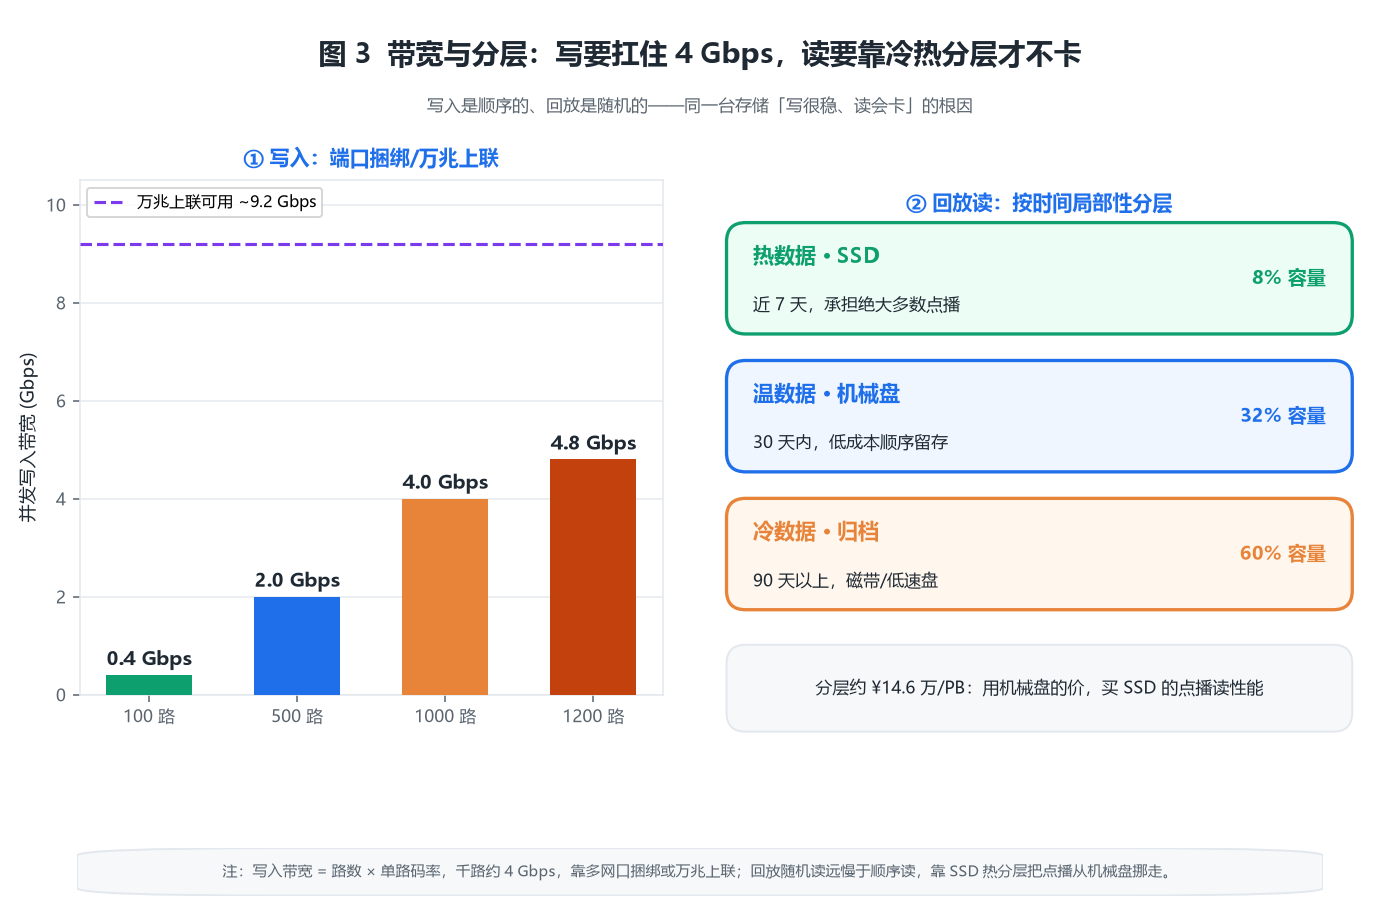 图 3 带宽与分层：写要扛住 4 Gbps，读要靠冷热分层才不卡
写入是顺序的、回放是随机的——同一台存储「写很稳、读会卡」的根因
① 写入：端口捆绑/万兆上联
万兆上联可用 ~9.2 Gbps
并发写入带宽 (Gbps)
10
8
6
4
2
0
0.4 Gbps
2.0 Gbps
4.0 Gbps
4.8 Gbps
100 路
500 路
1000 路
1200 路
② 回放读：按时间局部性分层
热数据·SSD
8% 容量
近 7 天，承担绝大多数点播
温数据·机械盘
32% 容量
30 天内，低成本顺序留存
冷数据·归档
60% 容量
90 天以上，磁带/低速盘
分层约 ¥14.6 万/PB：用机械盘的价，买 SSD 的点播读性能
注：写入带宽 = 路数 × 单路码率，千路约 4 Gbps，靠多网口捆绑或万兆上联；回放随机读远慢于顺序读，靠 SSD 热分层把点播从机械盘挪走。